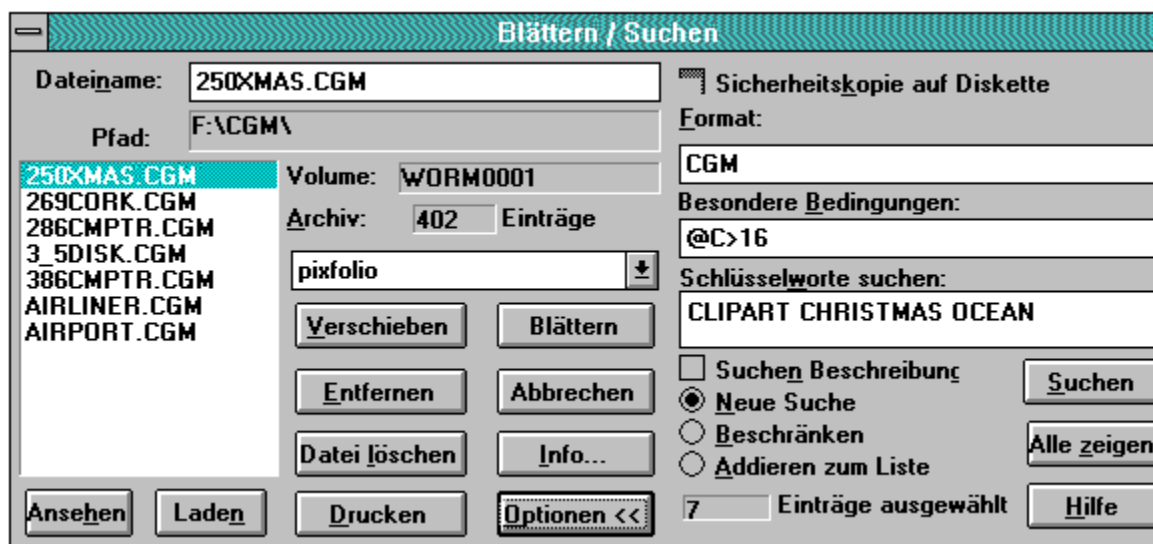 Blättern / Suchen
Dateiname: 250XMAS.CGM
Pfad: F:\CGM\
250XMAS.CGM
269CORK.CGM
286CMPTR.CGM
3_5DISK.CGM
386CMPTR.CGM
AIRLINER.CGM
AIRPORT.CGM
Volume: WORM0001
Archiv: 402 Einträge
pixfolio
Verschieben Blättern
Entfernen Abbrechen
Datei löschen Info...
Ansehen Laden Drucken Optionen <<
Sicherheitskopie auf Diskette
Format:
CGM
Besondere Bedingungen:
@C>16
Schlüsselworte suchen:
CLIPART CHRISTMAS OCEAN
Suchen Beschreibung
Neue Suche
Beschränken
Addieren zum Liste
7 Einträge ausgewählt
Suchen
Alle zeigen
Hilfe